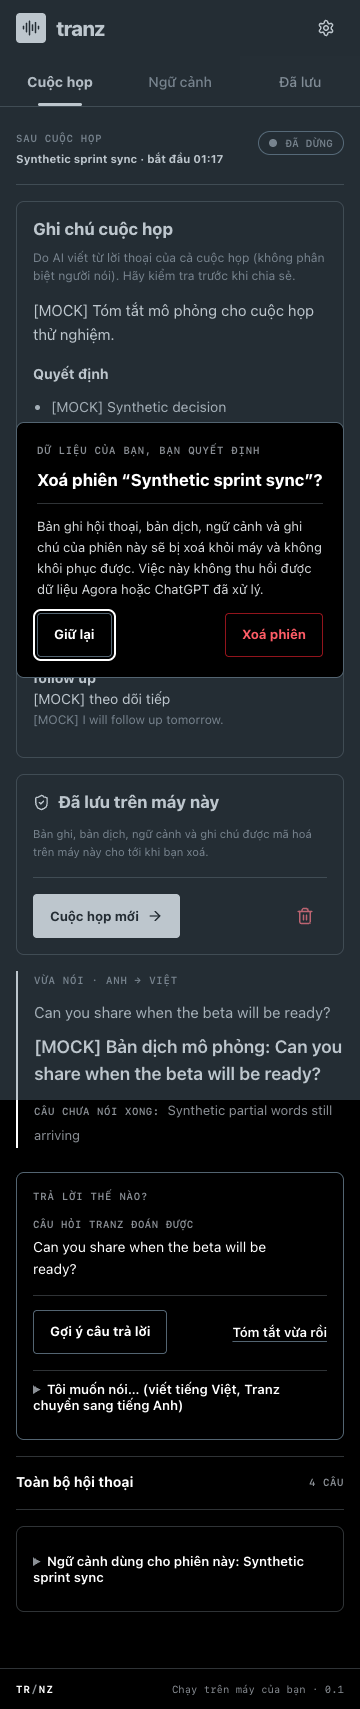 tranz
Cuộc họp
Ngữ cảnh
Đã lưu
SAU CUỘC HỌP
Synthetic sprint sync · bắt đầu 01:17
ĐÃ DỪNG
Ghi chú cuộc họp
Do AI viết từ lời thoại của cả cuộc họp (không phân
biệt người nói). Hãy kiểm tra trước khi chia sẻ.
[MOCK] Tóm tắt mô phỏng cho cuộc họp
thử nghiệm.
Quyết định
[MOCK] Synthetic decision
DỮ LIỆU CỦA BẠN, BẠN QUYẾT ĐỊNH
Xoá phiên “Synthetic sprint sync”?
Bản ghi hội thoại, bản dịch, ngữ cảnh và ghi
chú của phiên này sẽ bị xoá khỏi máy và không
khôi phục được. Việc này không thu hồi được
dữ liệu Agora hoặc ChatGPT đã xử lý.
Giữ lại
Xoá phiên
follow up
[MOCK] theo dõi tiếp
[MOCK] I will follow up tomorrow.
Đã lưu trên máy này
Bản ghi, bản dịch, ngữ cảnh và ghi chú được mã hoá
trên máy này cho tới khi bạn xoá.
Cuộc họp mới →
VỪA NÓI · ANH → VIỆT
Can you share when the beta will be ready?
[MOCK] Bản dịch mô phỏng: Can you
share when the beta will be ready?
CÂU CHƯA NÓI XONG: Synthetic partial words still
arriving
TRẢ LỜI THẾ NÀO?
CÂU HỎI TRANZ ĐOÁN ĐƯỢC
Can you share when the beta will be
ready?
Gợi ý câu trả lời
Tóm tắt vừa rồi
Tôi muốn nói... (viết tiếng Việt, Tranz
chuyển sang tiếng Anh)
Toàn bộ hội thoại
4 CÂU
Ngữ cảnh dùng cho phiên này: Synthetic
sprint sync
TR/NZ
Chạy trên máy của bạn · 0.1